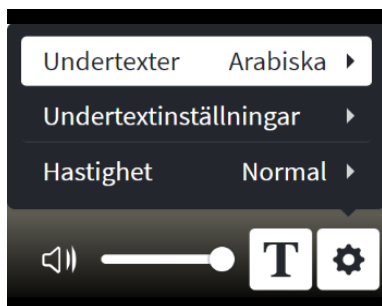 Undertexter Arabiska
Undertextinställningar
Hastighet Normal
T